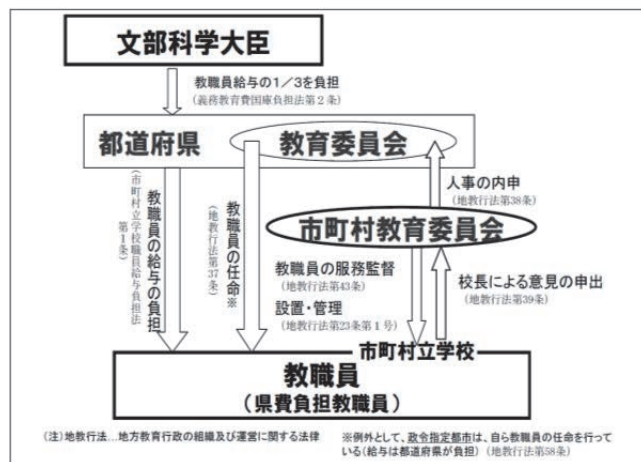 文部科学大臣
教職員給与の1／3を負担
(義務教育費国庫負担法第2条)
都道府県
教育委員会
人事の内申
(地教行法第38条)
市町村教育委員会
教職員の給与の負担
(市町村立学校職員給与負担法
第1条)
教職員の任命※
(地教行法第37条)
教職員の服務監督
(地教行法第43条)
設置・管理
(地教行法第23条第1号)
校長による意見の申出
(地教行法第39条)
市町村立学校
教職員
(県費負担教職員)
(注)地教行法…地方教育行政の組織及び運営に関する法律
※例外として、政令指定都市は、自ら教職員の任命を行って
いる(給与は都道府県が負担) (地教行法第58条)